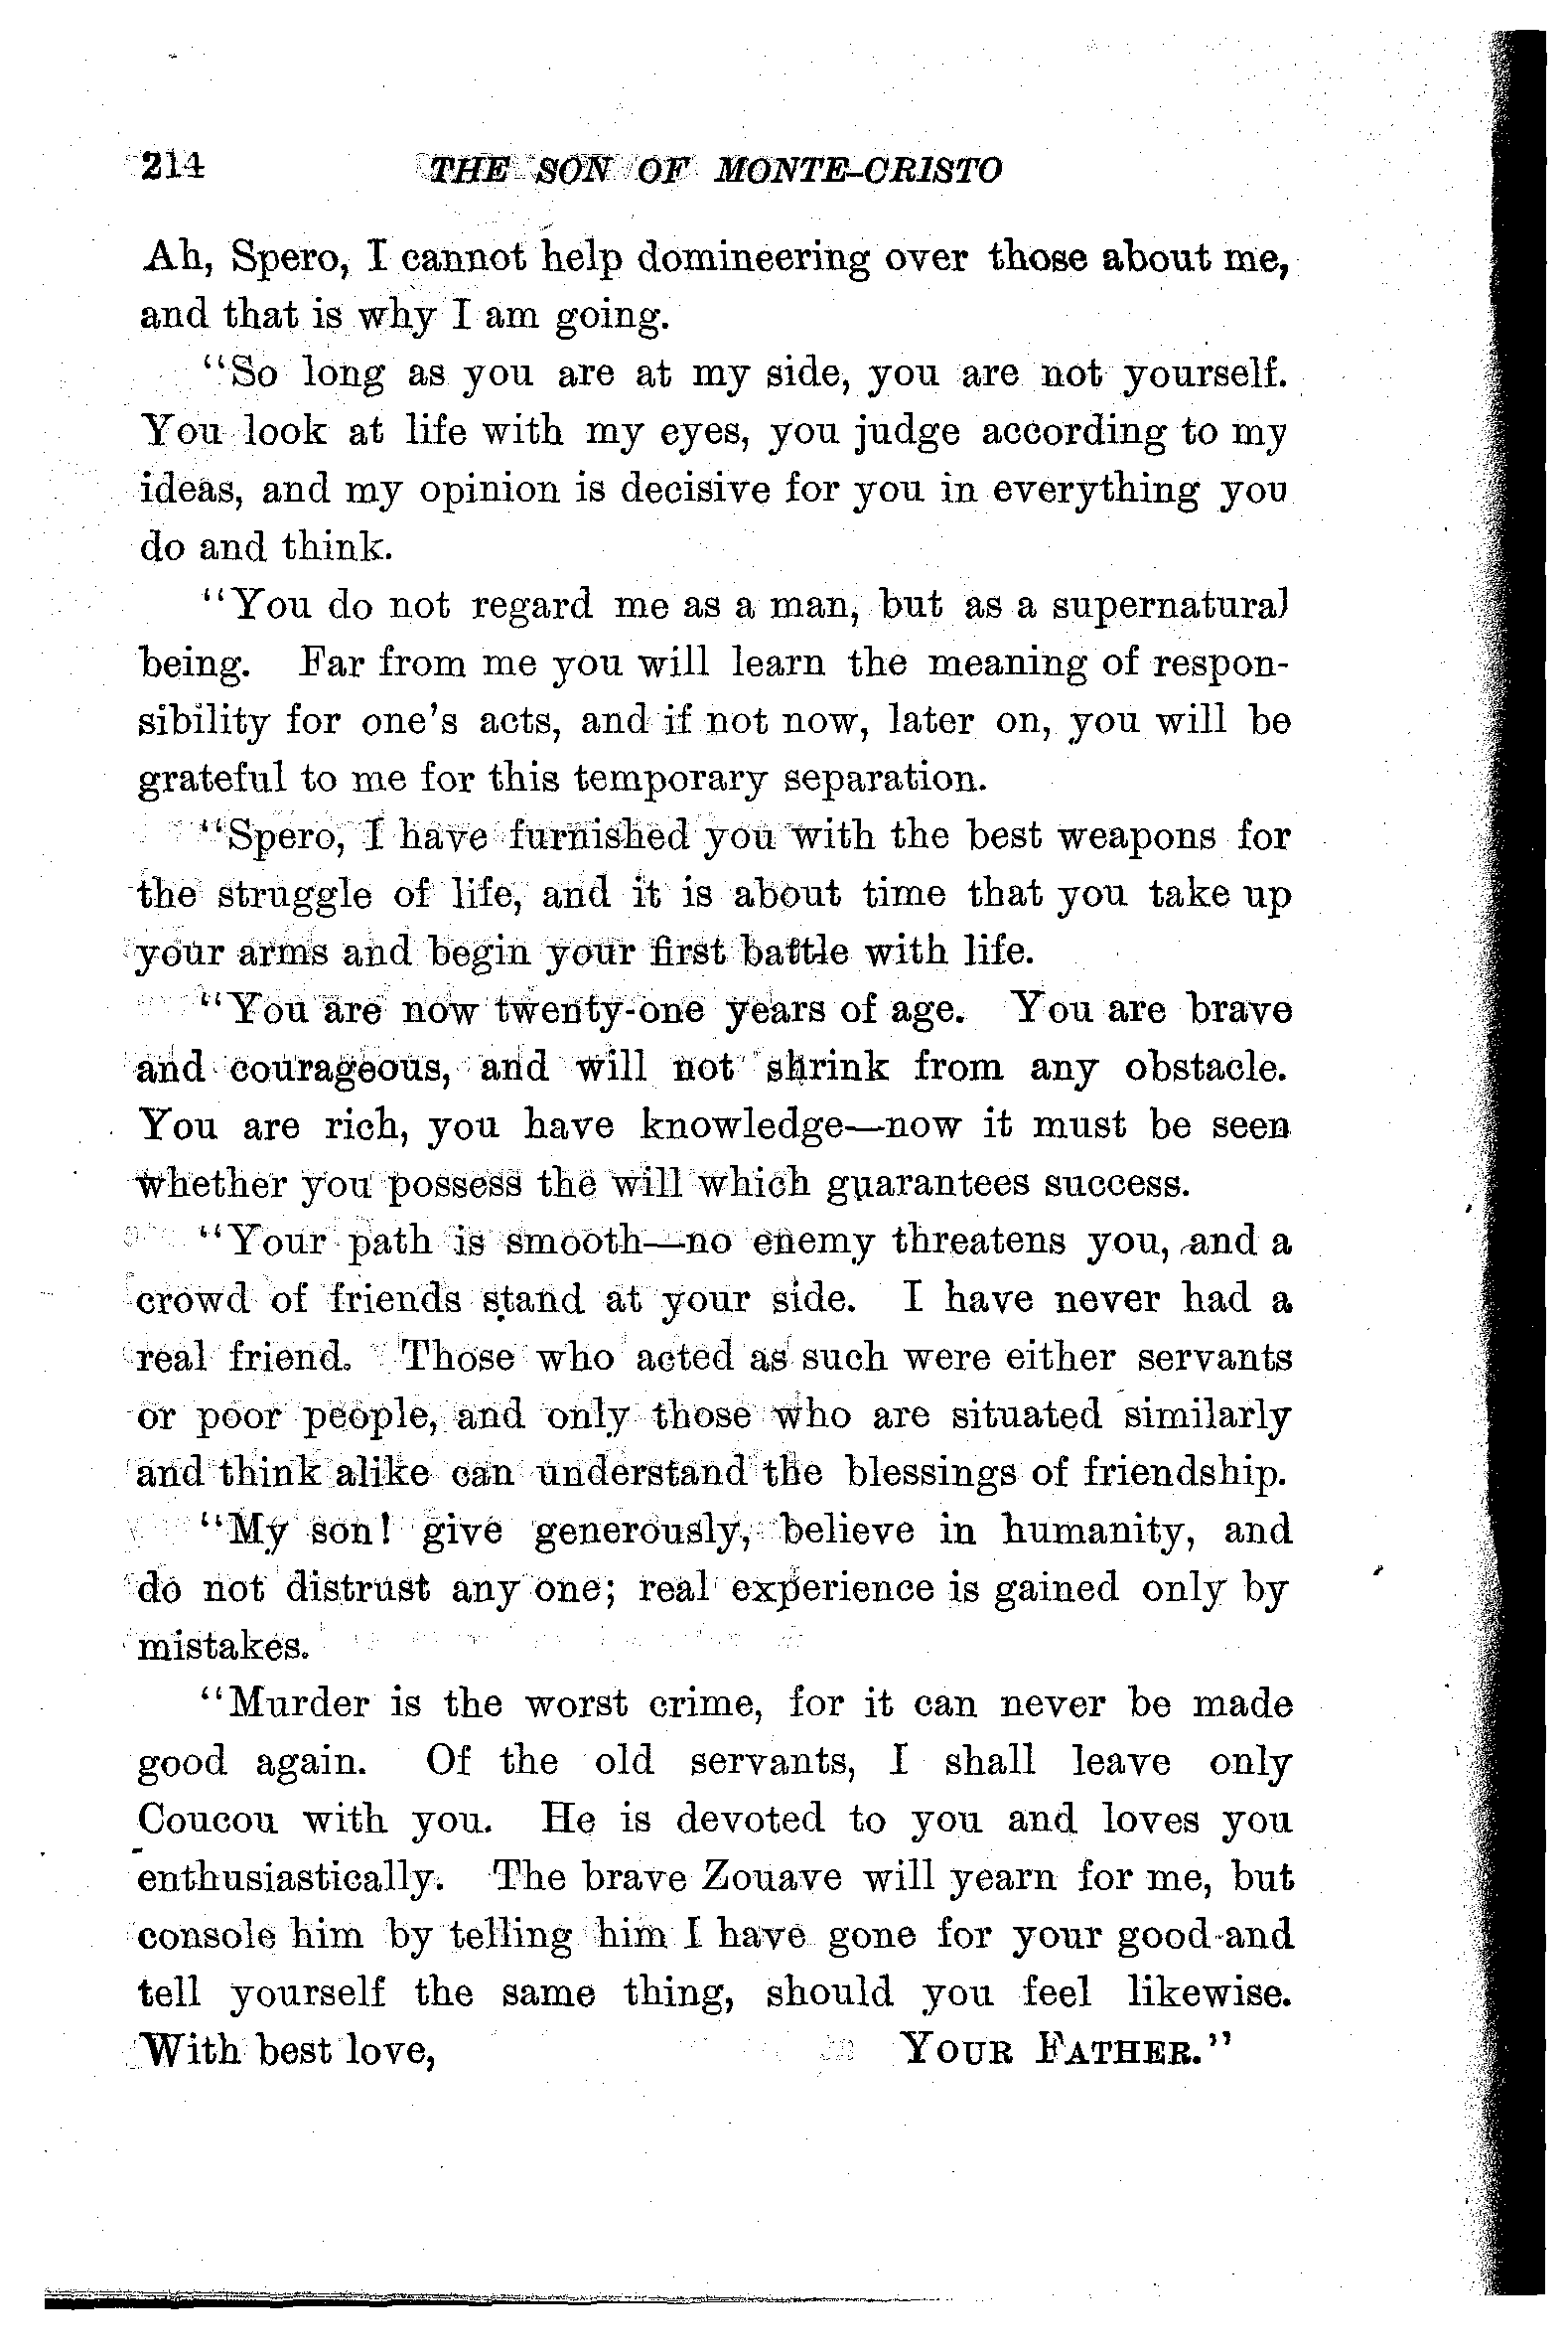 214 THE SON OF MONTE-CRISTO
Ah, Spero, I cannot help domineering over those about me,
and that is why I am going.
"So long as you are at my side, you are not yourself.
You look at life with my eyes, you judge according to my
ideas, and my opinion is decisive for you in everything you
do and think.
"You do not regard me as a man, but as a supernatural
being. Far from me you will learn the meaning of respon-
sibility for one's acts, and if not now, later on, you will be
grateful to me for this temporary separation.
"Spero, I have furnished you with the best weapons for
the struggle of life, and it is about time that you take up
your arms and begin your first battle with life.
"You are now twenty-one years of age. You are brave
and courageous, and will not shrink from any obstacle.
You are rich, you have knowledge—now it must be seen
whether you possess the will which guarantees success.
"Your path is smooth—no enemy threatens you, and a
crowd of friends stand at your side. I have never had a
real friend. Those who acted as such were either servants
or poor people, and only those who are situated similarly
and think alike can understand the blessings of friendship.
"My son! give generously, believe in humanity, and
do not distrust any one; real experience is gained only by
mistakes.
"Murder is the worst crime, for it can never be made
good again. Of the old servants, I shall leave only
Coucou with you. He is devoted to you and loves you
enthusiastically. The brave Zouave will yearn for me, but
console him by telling him I have gone for your good-and
tell yourself the same thing, should you feel likewise.
With best love, YOUR FATHER."